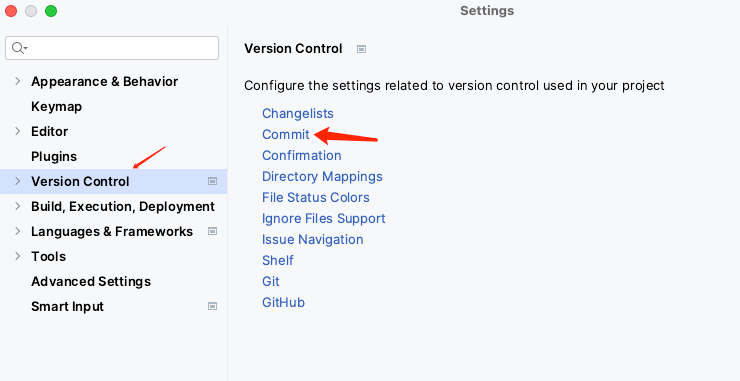 Settings
Appearance & Behavior
Keymap
Editor
Plugins
Version Control
Build, Execution, Deployment
Languages & Frameworks
Tools
Advanced Settings
Smart Input
Version Control
Configure the settings related to version control used in your project
Changelists
Commit
Confirmation
Directory Mappings
File Status Colors
Ignore Files Support
Issue Navigation
Shelf
Git
GitHub